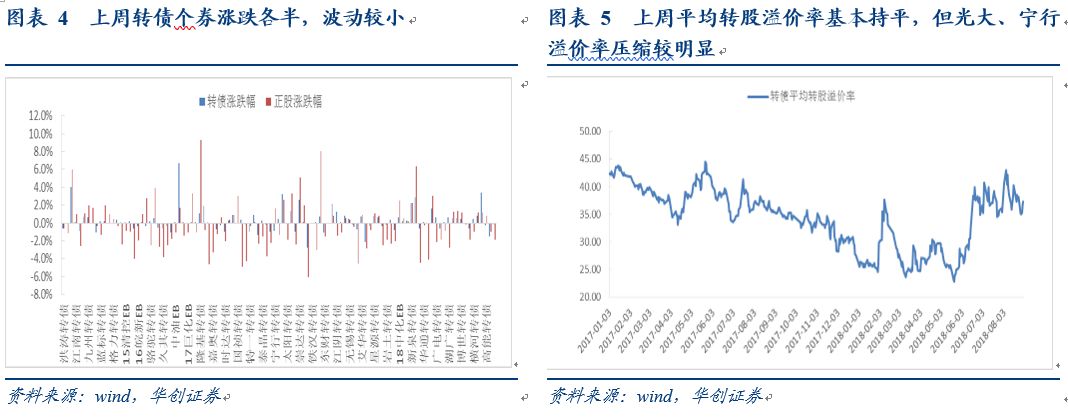 图表 4 上周转债个券涨跌各半，波动较小
转债涨跌幅 正股涨跌幅
12.0%
10.0%
8.0%
6.0%
4.0%
2.0%
0.0%
-2.0%
-4.0%
-6.0%
-8.0%
洪涛转债
江南转债
九州转债
蓝标转债
格力转债
15清控EB
16皖新EB
骆驼转债
久其转债
中油EB
17巨化EB
隆基转债
嘉奥转债
时达转债
国祯转债
特一转债
泰晶转债
宁行转债
太阳转债
崇达转债
铁汉转债
东财转债
江阴转债
无锡转债
艾华转债
星源转债
岩土转债
18中化EB
新泉转债
华通转债
广电转债
湖广转债
博世转债
横河转债
高能转债
资料来源：wind，华创证券
图表 5 上周平均转股溢价率基本持平，但光大、宁行
溢价率压缩较明显
转债平均转股溢价率
50.00
45.00
40.00
35.00
30.00
25.00
20.00
2017-01-03
2017-02-03
2017-03-03
2017-04-03
2017-05-03
2017-06-03
2017-07-03
2017-08-03
2017-09-03
2017-10-03
2017-11-03
2017-12-03
2018-01-03
2018-02-03
2018-03-03
2018-04-03
2018-05-03
2018-06-03
2018-07-03
2018-08-03
资料来源：wind，华创证券